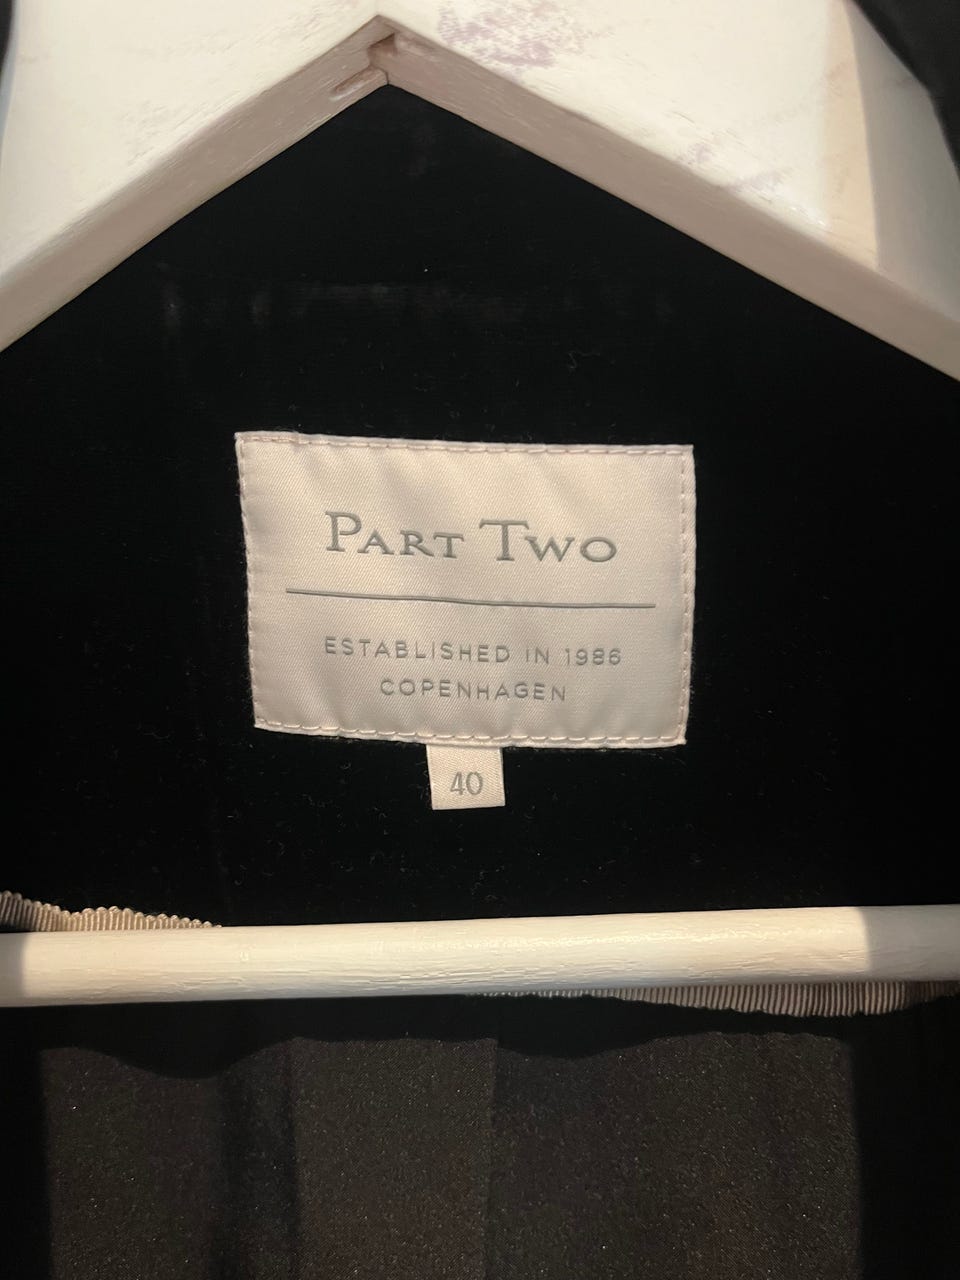 PART TWO
ESTABLISHED IN 1986
COPENHAGEN
40